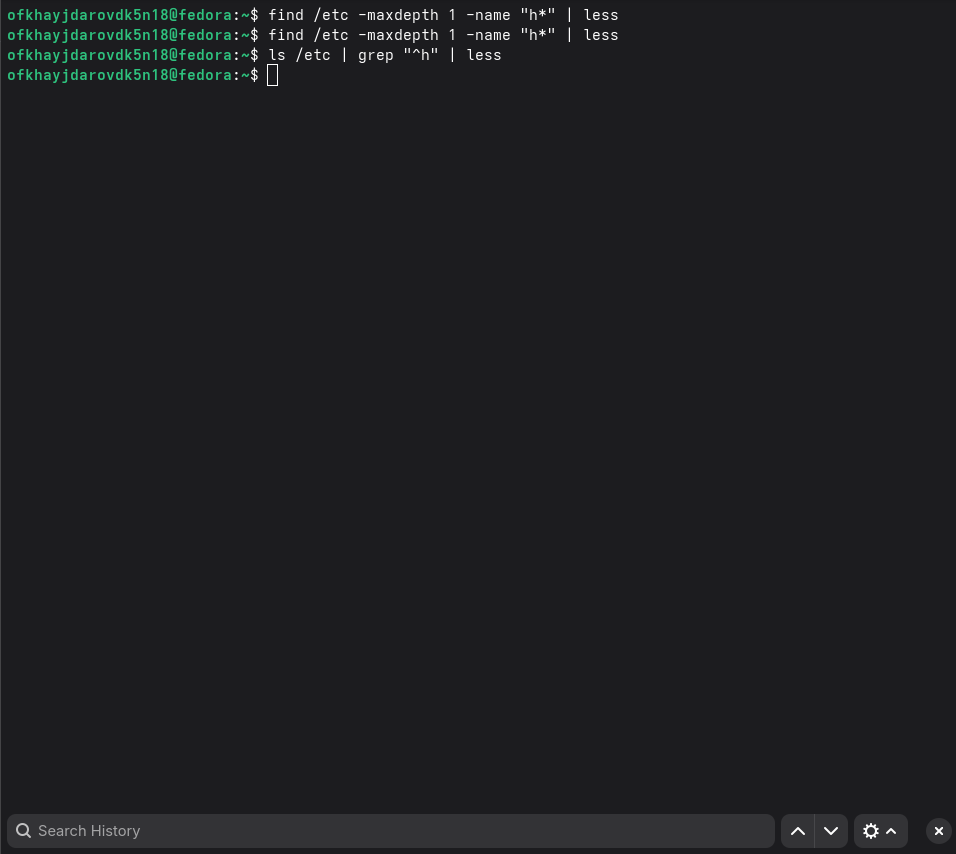 ofkhayjdarovdk5n18@fedora:~$ find /etc -maxdepth 1 -name "h*" | less
ofkhayjdarovdk5n18@fedora:~$ find /etc -maxdepth 1 -name "h*" | less
ofkhayjdarovdk5n18@fedora:~$ ls /etc | grep "^h" | less
ofkhayjdarovdk5n18@fedora:~$
Search History